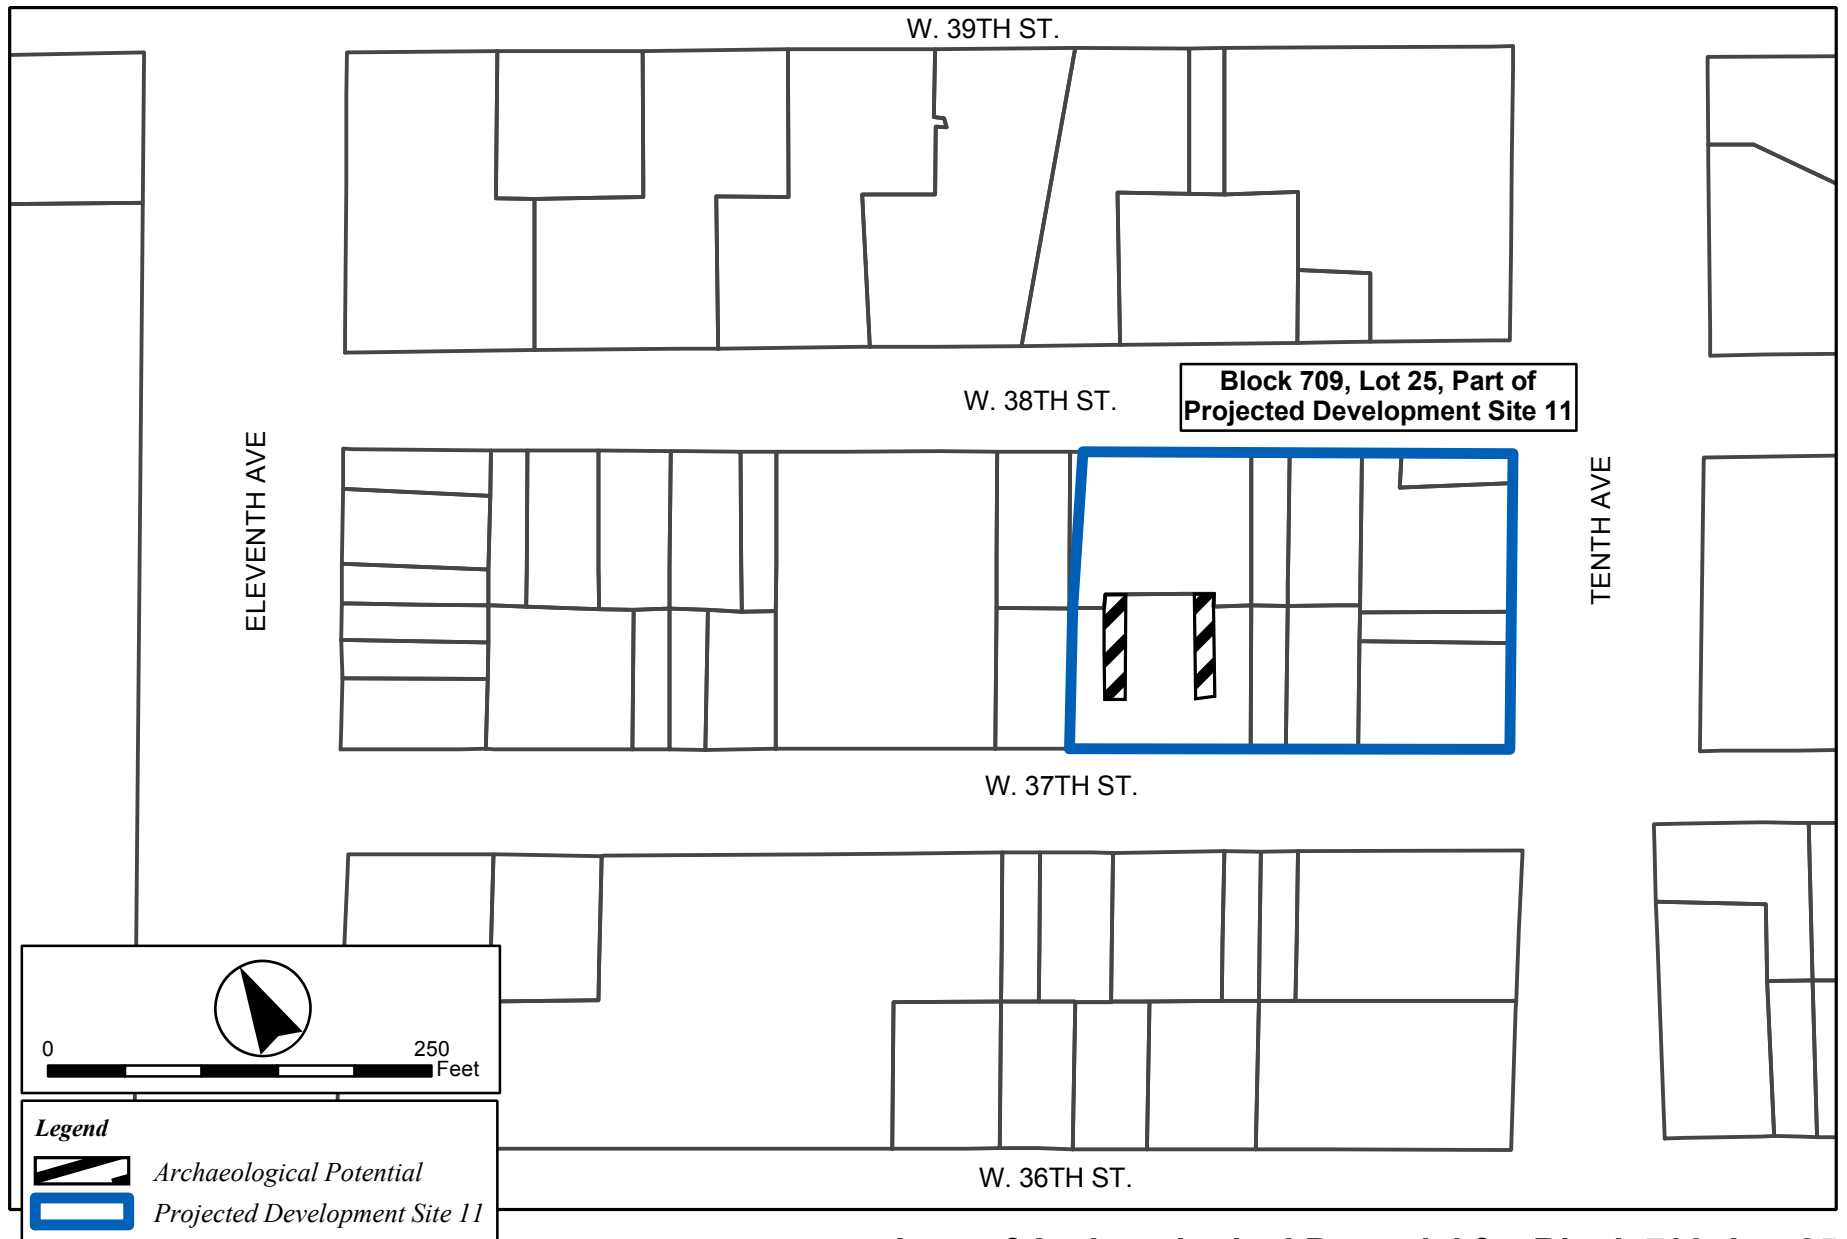 W. 39TH ST.
Block 709, Lot 25, Part of
Projected Development Site 11
W. 38TH ST.
ELEVENTH AVE
TENTH AVE
W. 37TH ST.
0 250
Feet
Legend
Archaeological Potential
Projected Development Site 11
W. 36TH ST.